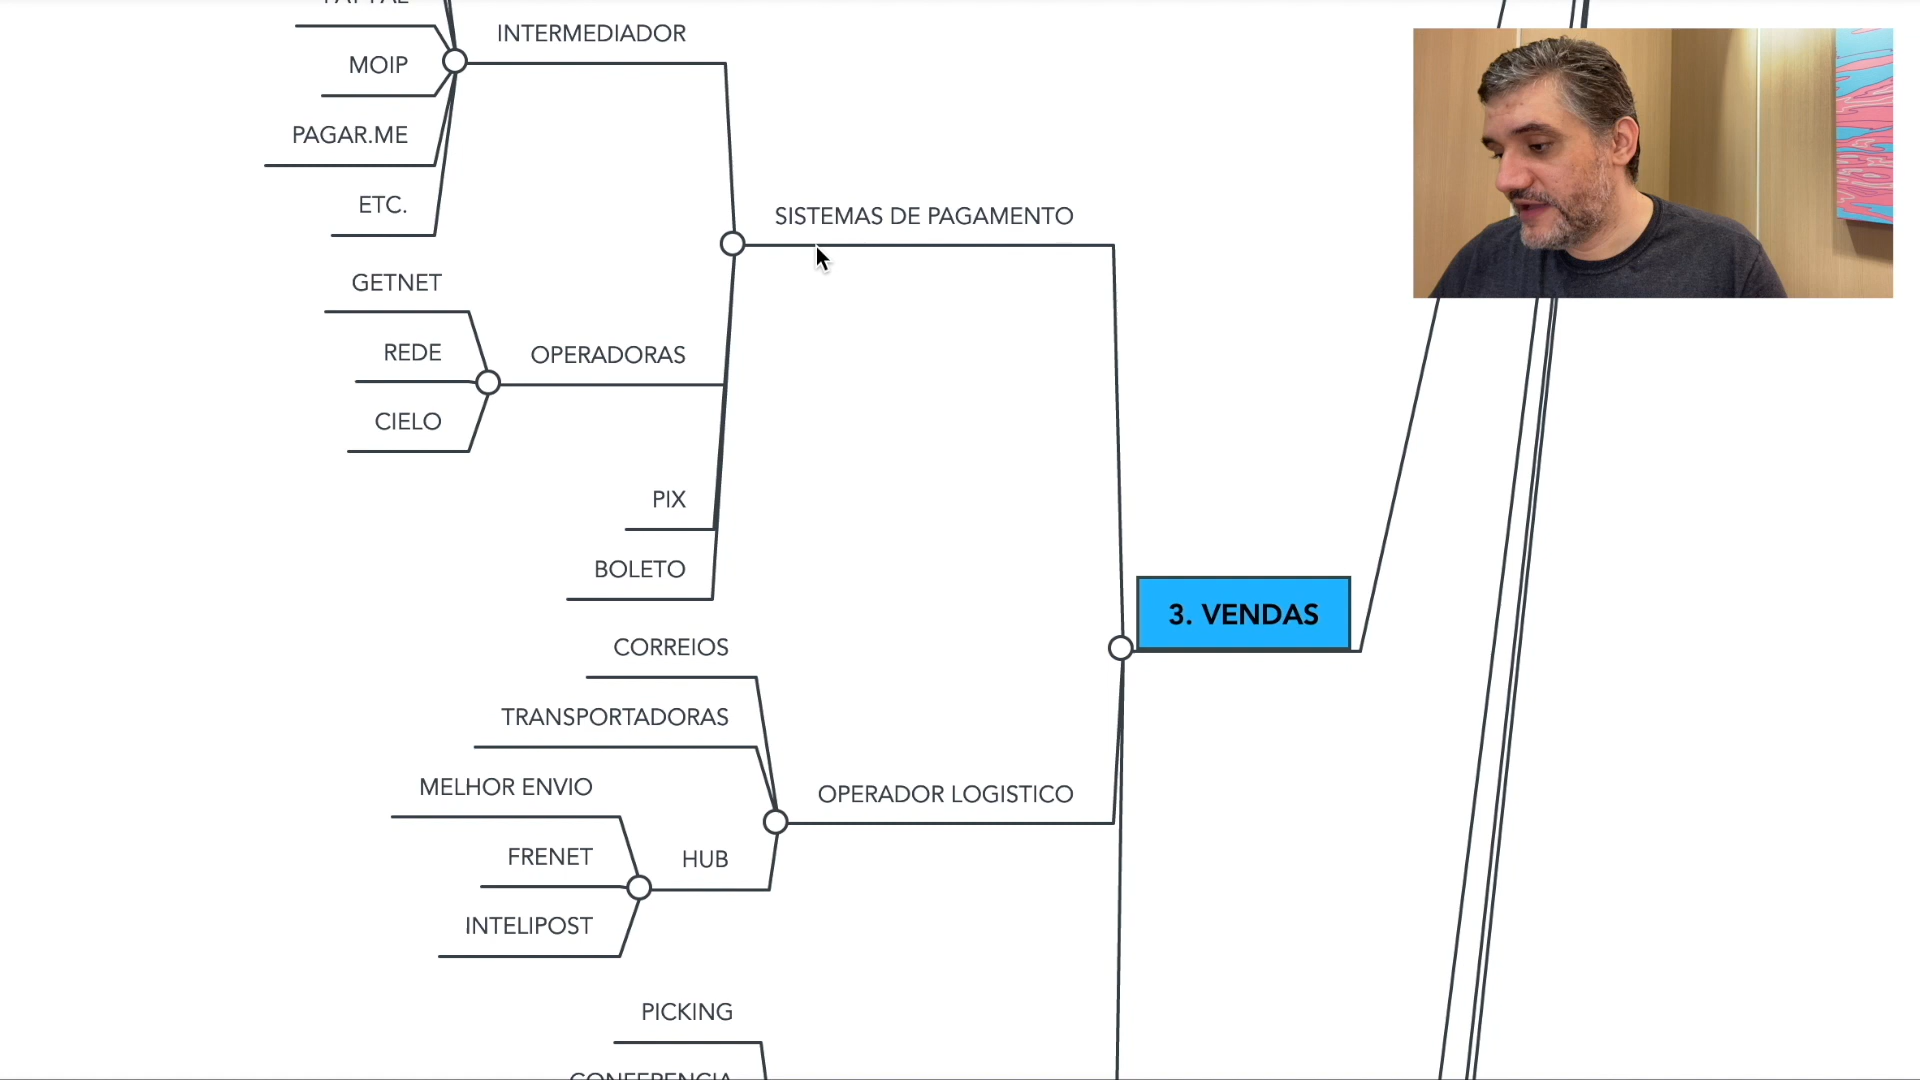 INTERMEDIADOR
MOIP
PAGAR.ME
ETC.
SISTEMAS DE PAGAMENTO
GETNET
REDE
OPERADORAS
CIELO
PIX
BOLETO
3. VENDAS
CORREIOS
TRANSPORTADORAS
MELHOR ENVIO
OPERADOR LOGISTICO
FRENET
HUB
INTELIPOST
PICKING